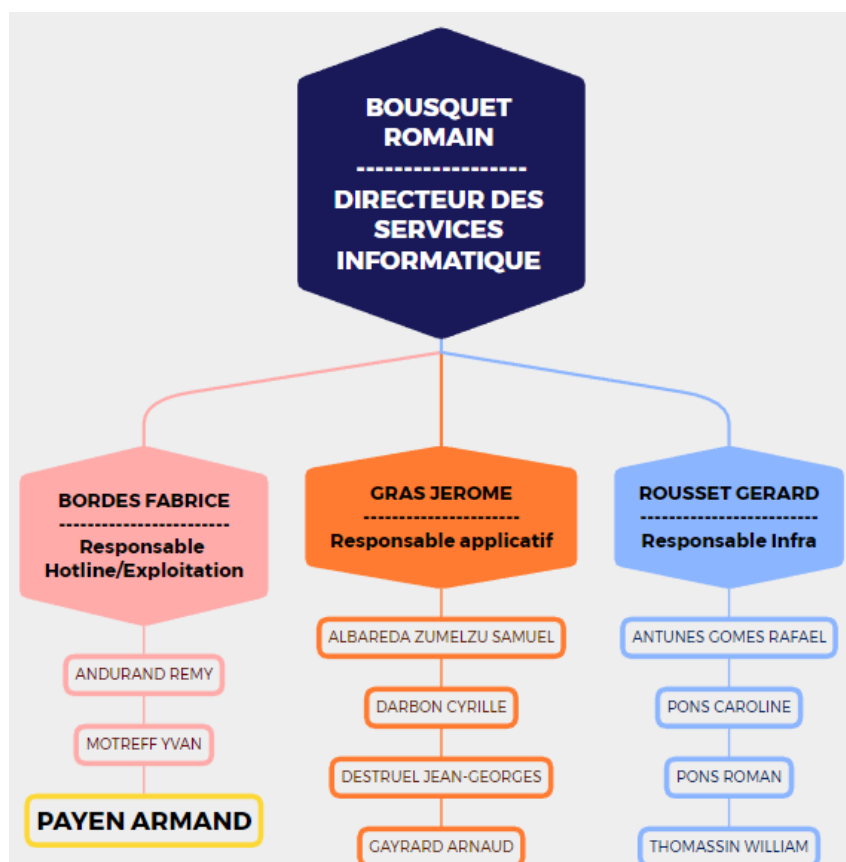 BOUSQUET
ROMAIN
-------------------
DIRECTEUR DES
SERVICES
INFORMATIQUE
BORDES FABRICE
------------------------
Responsable
Hotline/Exploitation
ANDURAND REMY
MOTREFF YVAN
PAYEN ARMAND
GRAS JEROME
----------------------
Responsable applicatif
ALBAREDA ZUMELZU SAMUEL
DARBON CYRILLE
DESTRUEL JEAN-GEORGES
GAYRARD ARNAUD
ROUSSET GERARD
-------------------------
Responsable Infra
ANTUNES GOMES RAFAEL
PONS CAROLINE
PONS ROMAN
THOMASSIN WILLIAM